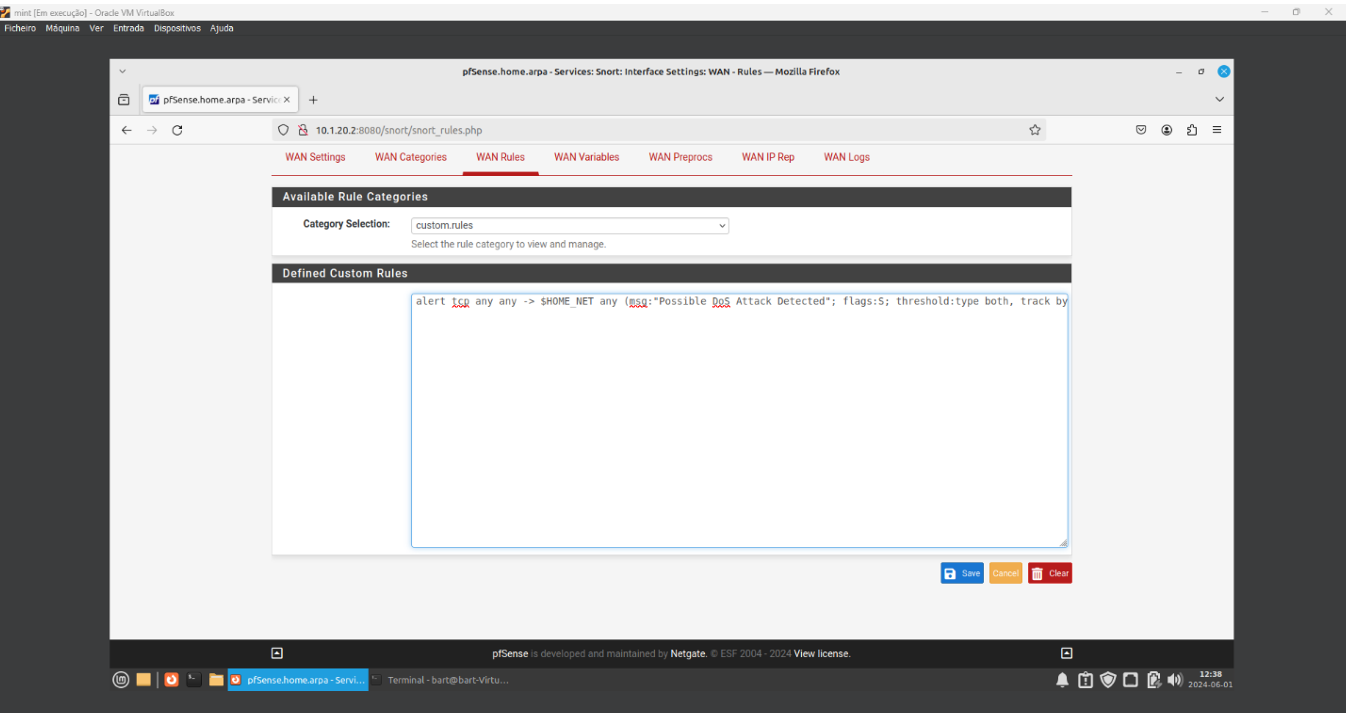 mint [Em execução] - Oracle VM VirtualBox
Ficheiro Máquina Ver Entrada Dispositivos Ajuda
pfSense.home.arpa - Services: Snort: Interface Settings: WAN - Rules — Mozilla Firefox
pfSense.home.arpa - Servic
10.1.20.2:8080/snort/snort_rules.php
WAN Settings WAN Categories WAN Rules WAN Variables WAN Preprocs WAN IP Rep WAN Logs
Available Rule Categories
Category Selection: custom.rules
Select the rule category to view and manage.
Defined Custom Rules
alert tcp any any -> $HOME_NET any (msg:"Possible DoS Attack Detected"; flags:S; threshold:type both, track by
Save Cancel Clear
pfSense is developed and maintained by Netgate. © ESF 2004 - 2024 View license.
pfSense.home.arpa - Servi... Terminal - bart@bart-Virtu... 12:38
2024-06-01